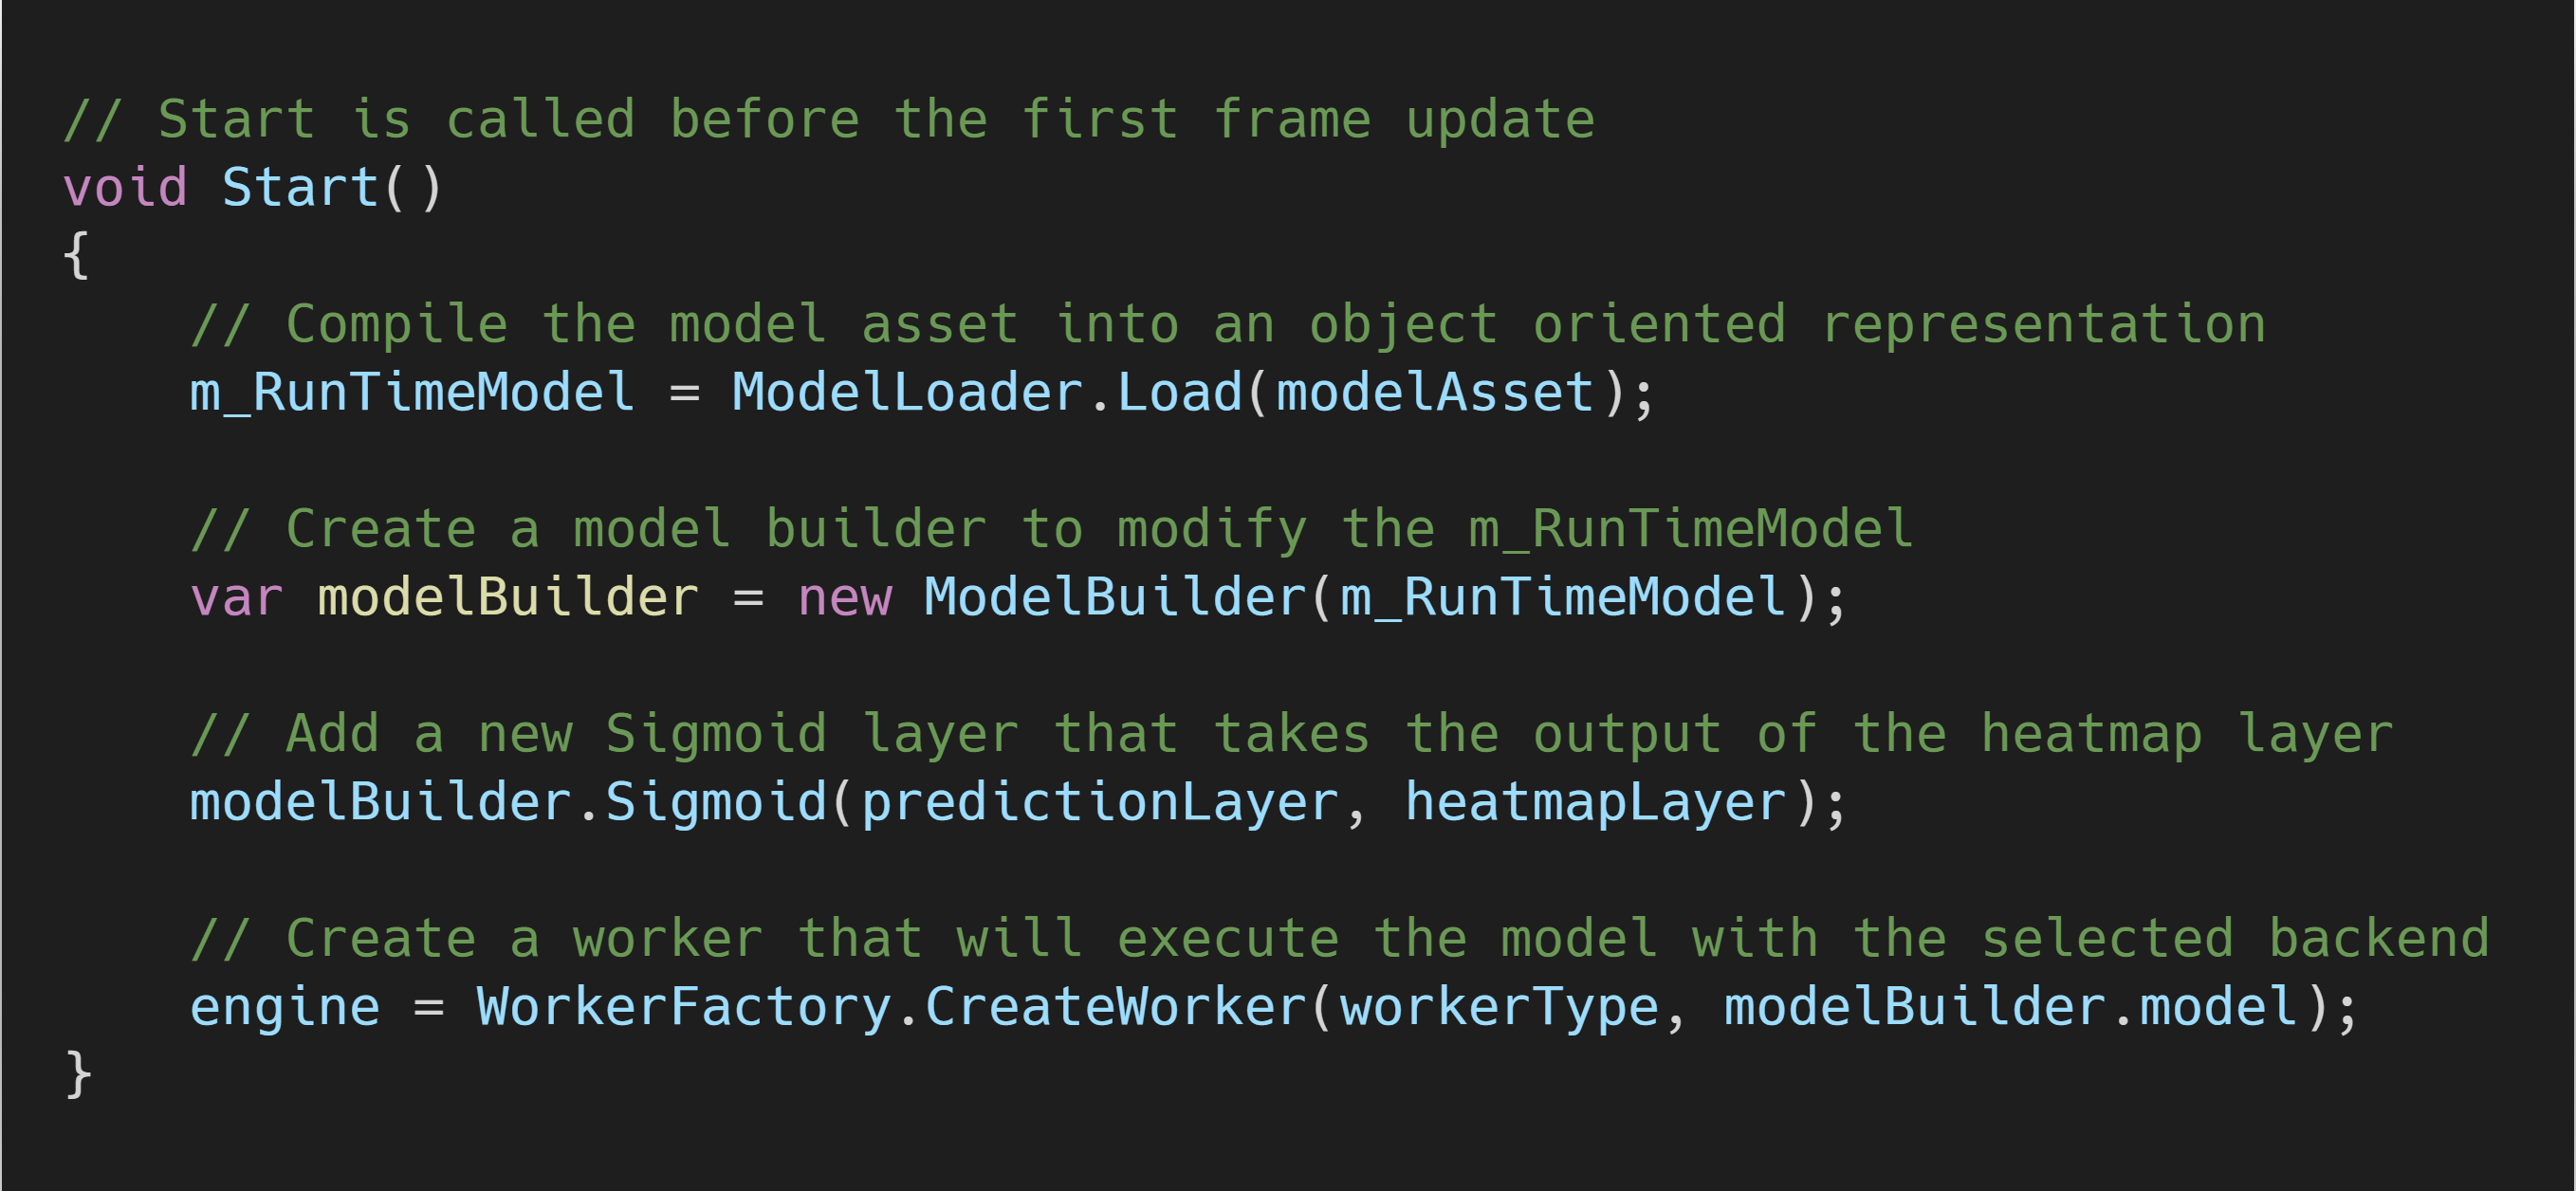 // Start is called before the first frame update
void Start()
{
    // Compile the model asset into an object oriented representation
    m_RunTimeModel = ModelLoader.Load(modelAsset);

    // Create a model builder to modify the m_RunTimeModel
    var modelBuilder = new ModelBuilder(m_RunTimeModel);

    // Add a new Sigmoid layer that takes the output of the heatmap layer
    modelBuilder.Sigmoid(predictionLayer, heatmapLayer);

    // Create a worker that will execute the model with the selected backend
    engine = WorkerFactory.CreateWorker(workerType, modelBuilder.model);
}